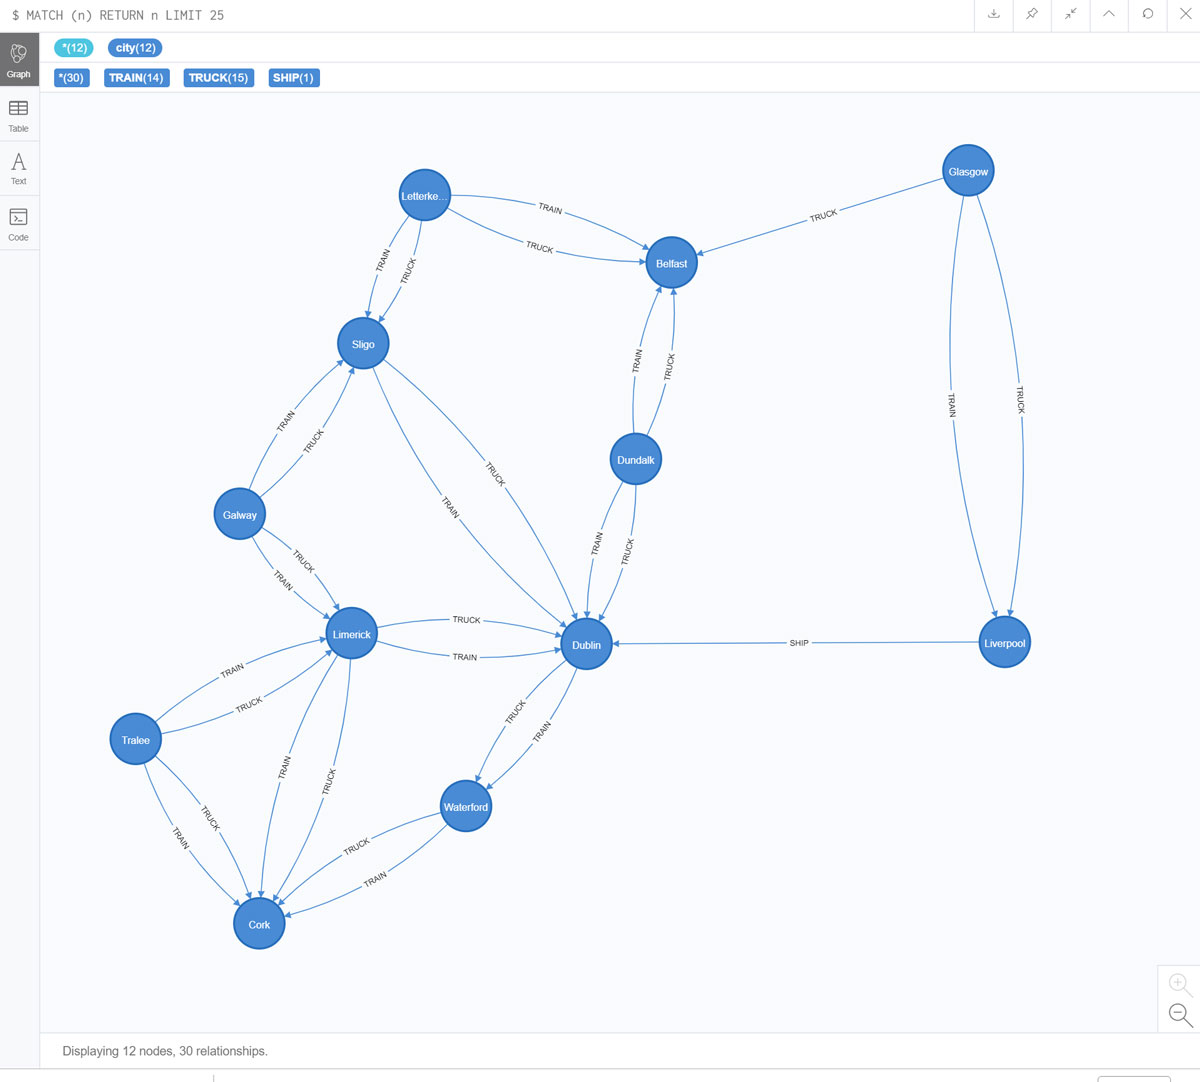 $ MATCH (n) RETURN n LIMIT 25
*(12) city(12)
Graph
*(30) TRAIN(14) TRUCK(15) SHIP(1)
Table
Text
Code
Glasgow
Letterke...
TRAIN
TRUCK
TRUCK
Belfast
TRAIN
TRUCK
Sligo
TRAIN
TRUCK
TRAIN
TRUCK
TRAIN
TRUCK
Dundalk
TRUCK
TRAIN
Galway
TRAIN
TRUCK
TRUCK
TRAIN
Limerick
TRUCK
TRAIN
Dublin
SHIP
Liverpool
TRAIN
TRUCK
TRUCK
TRAIN
Tralee
TRAIN
TRUCK
Waterford
TRUCK
TRAIN
TRUCK
TRAIN
Cork
Displaying 12 nodes, 30 relationships.